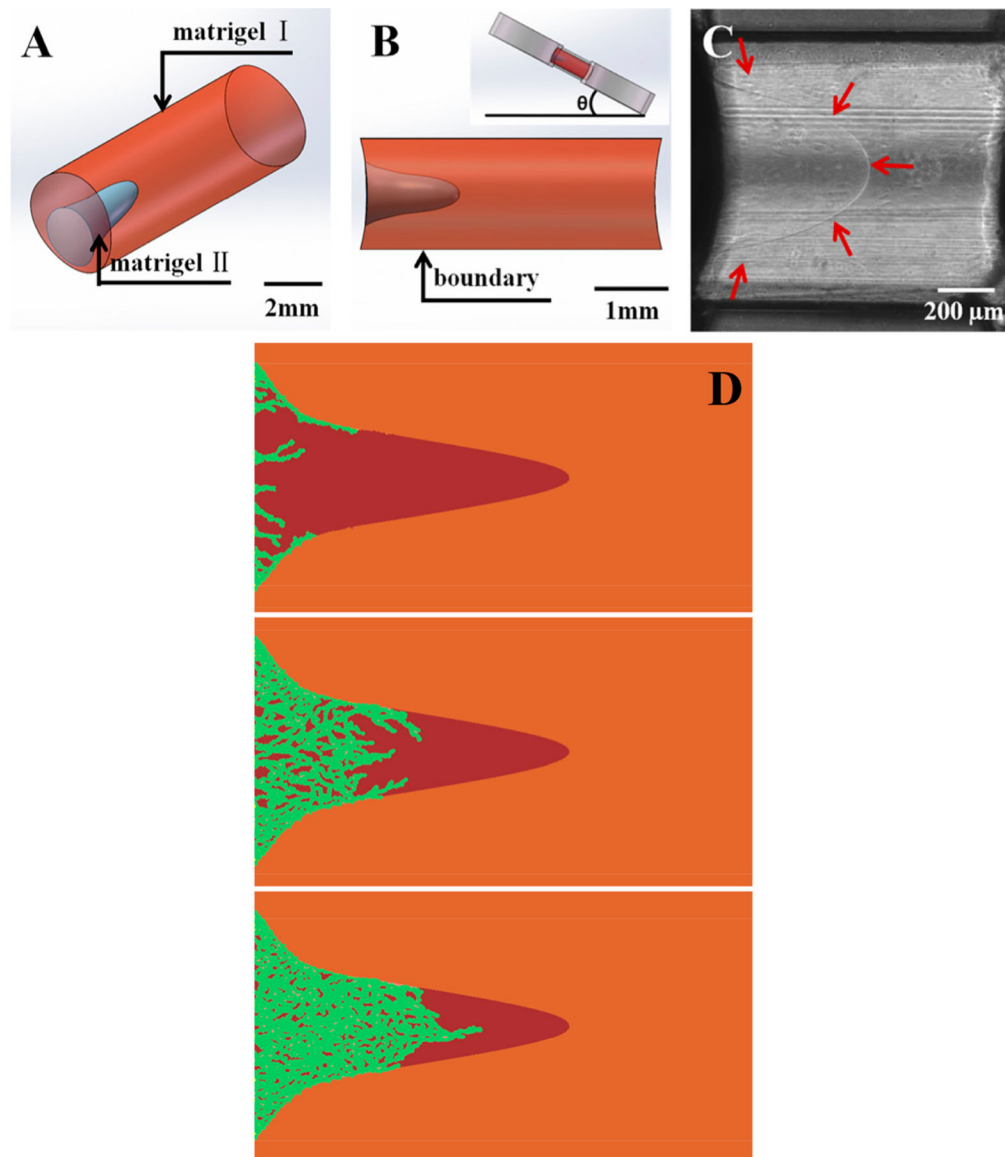 A
matrigel Ⅰ
matrigel Ⅱ
2mm
B
θ
boundary
1mm
C
200 μm
D